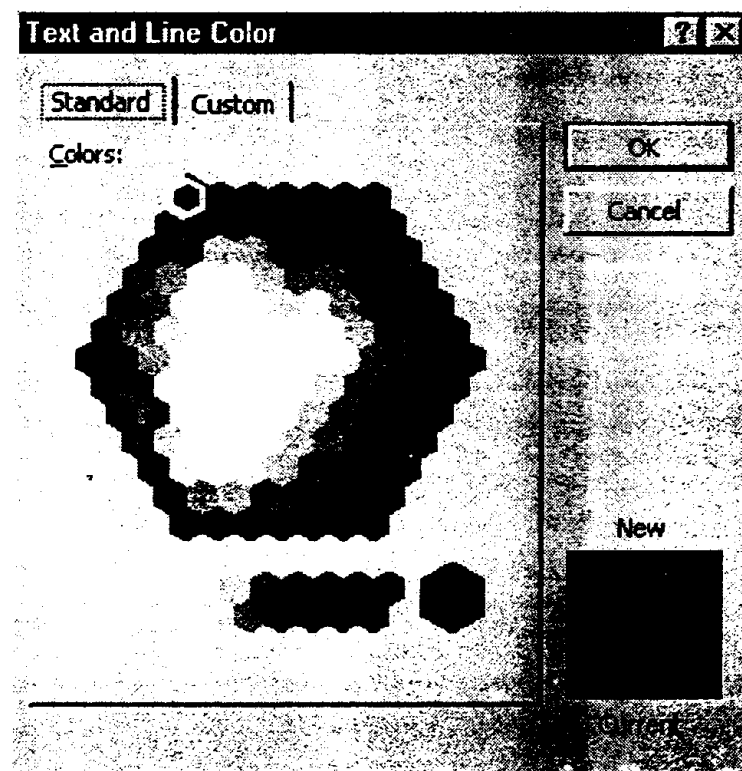 Text and Line Color ? X
Standard Custom
Colors:
OK
Cancel
New
Current